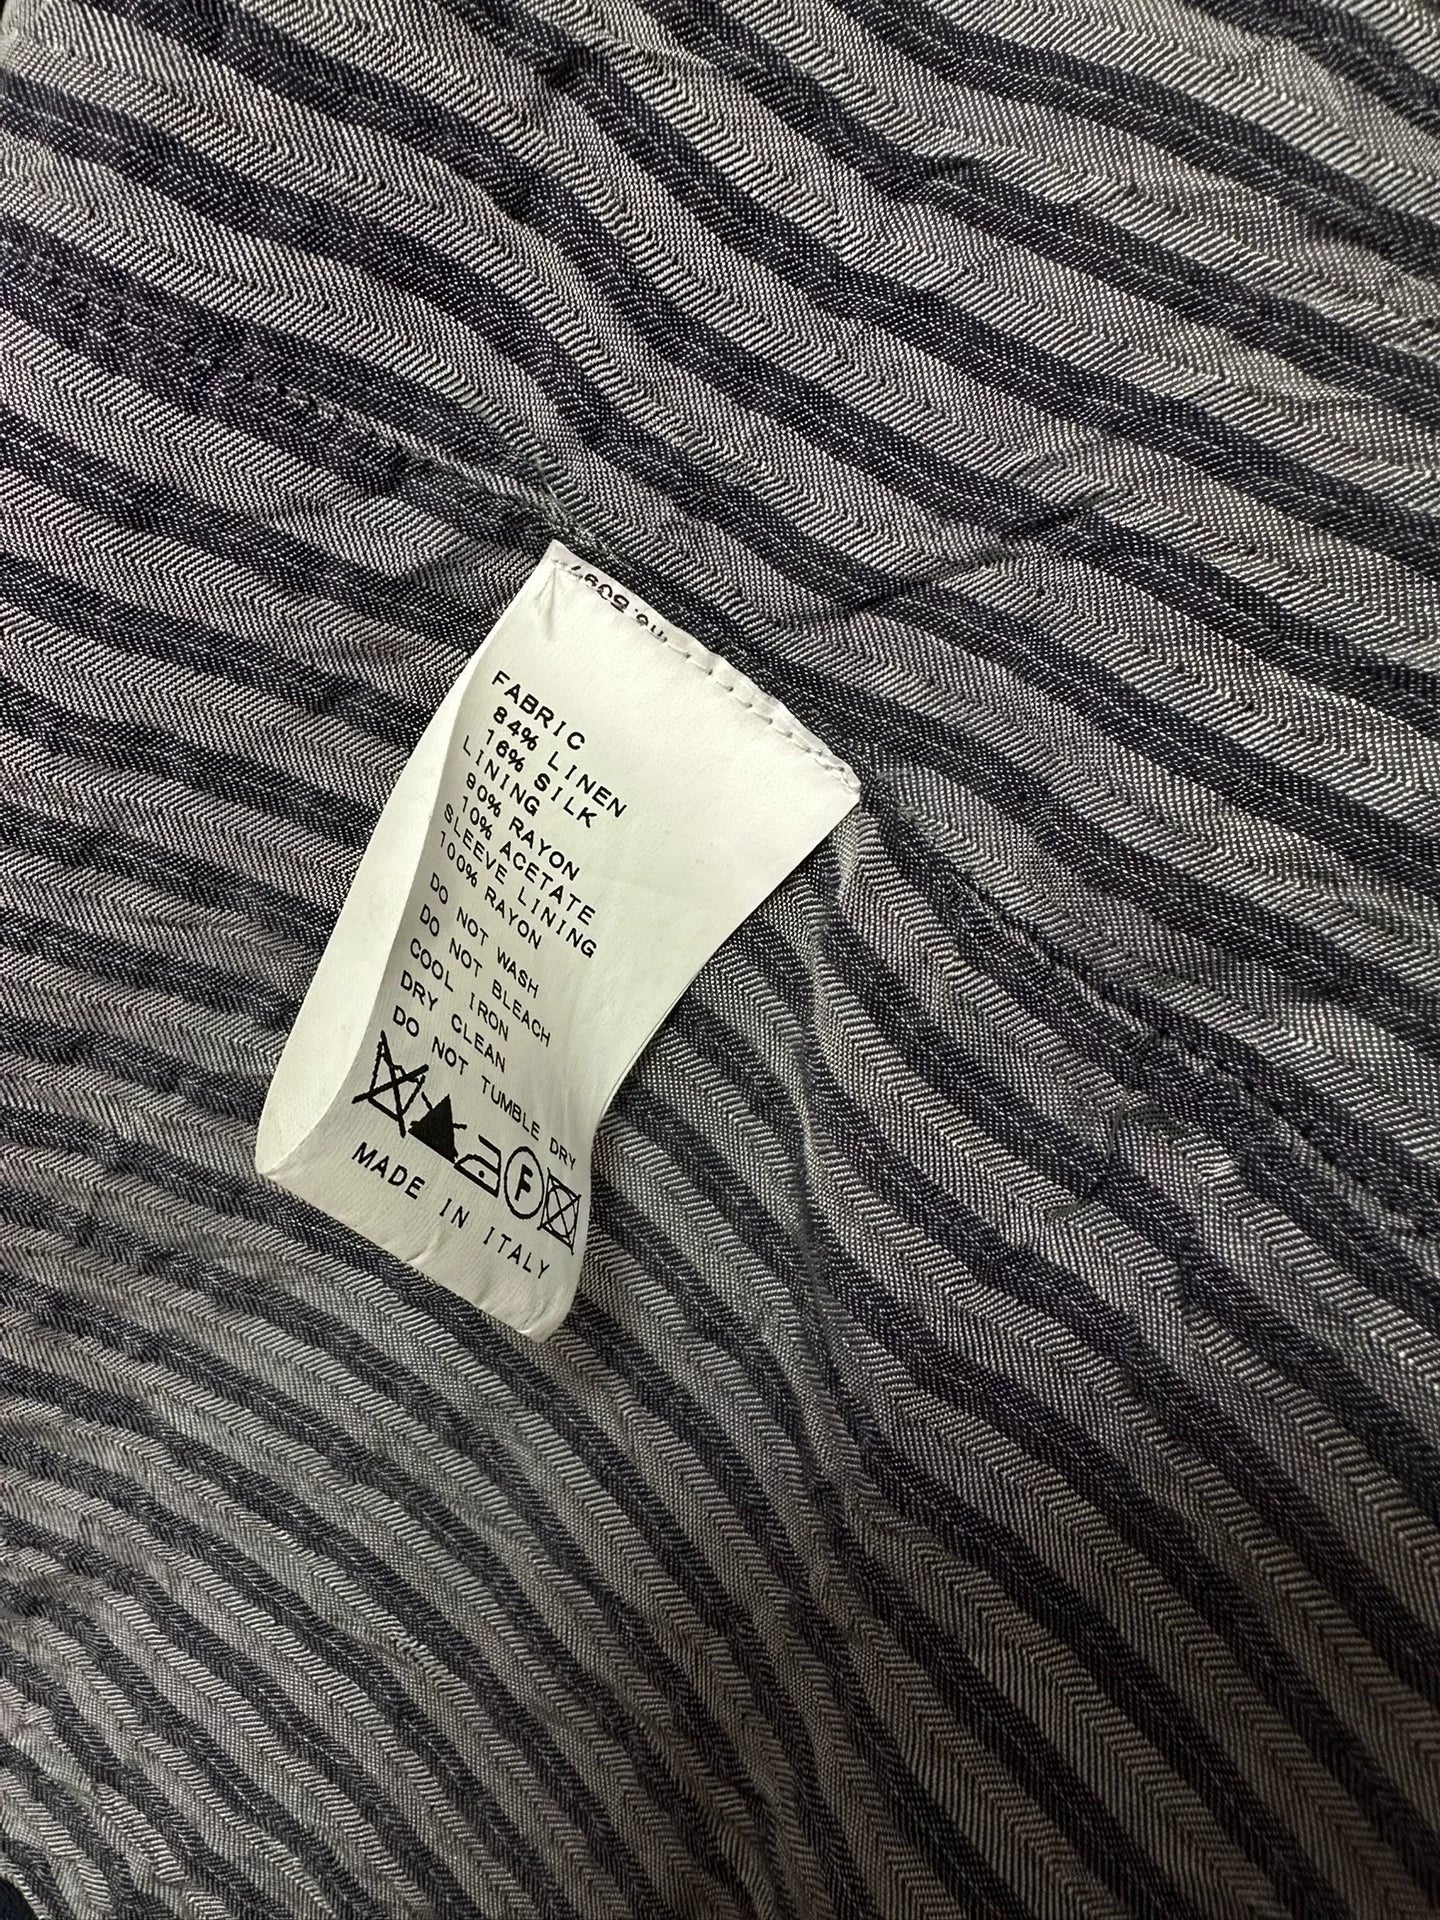 FABRIC
84% LINEN
16% SILK
LINING
90% RAYON
10% ACETATE
SLEEVE LINING
100% RAYON
DO NOT WASH
DO NOT BLEACH
COOL IRON
DRY CLEAN
DO NOT TUMBLE DRY
F
MADE IN ITALY